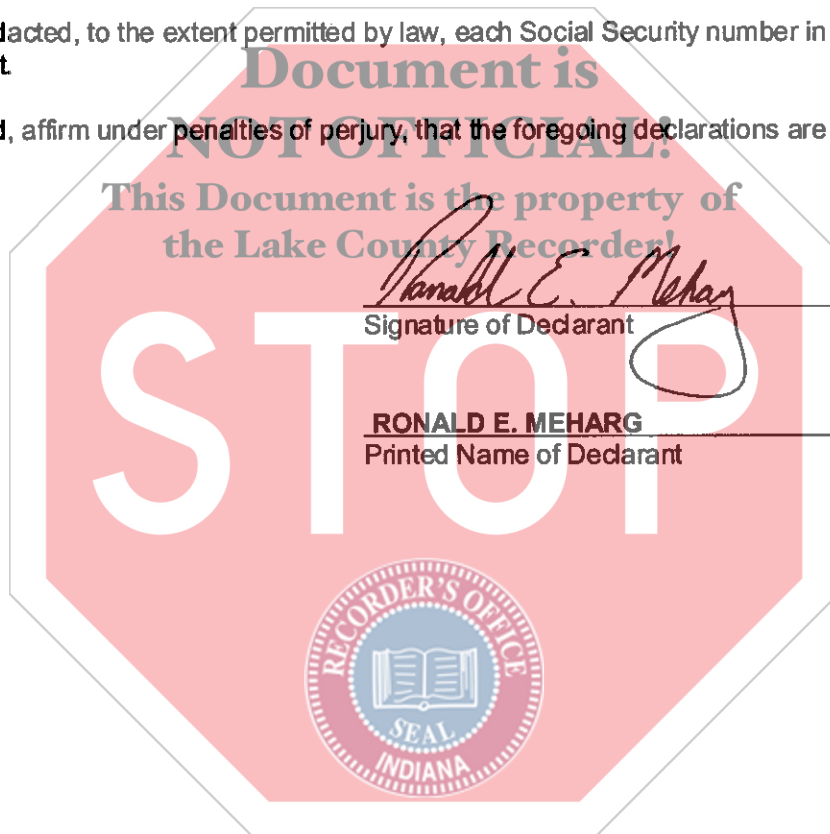 dacted, to the extent permitted by law, each Social Security number in
t.
Document is
d, affirm under penalties of perjury, that the foregoing declarations are
NOT OFFICIAL!
This Document is the property of
the Lake County Recorder!
Ronald E. Meharg
Signature of Declarant
STOP
RONALD E. MEHARG
Printed Name of Declarant
RECORDER'S OFFICE
SEAL
INDIANA